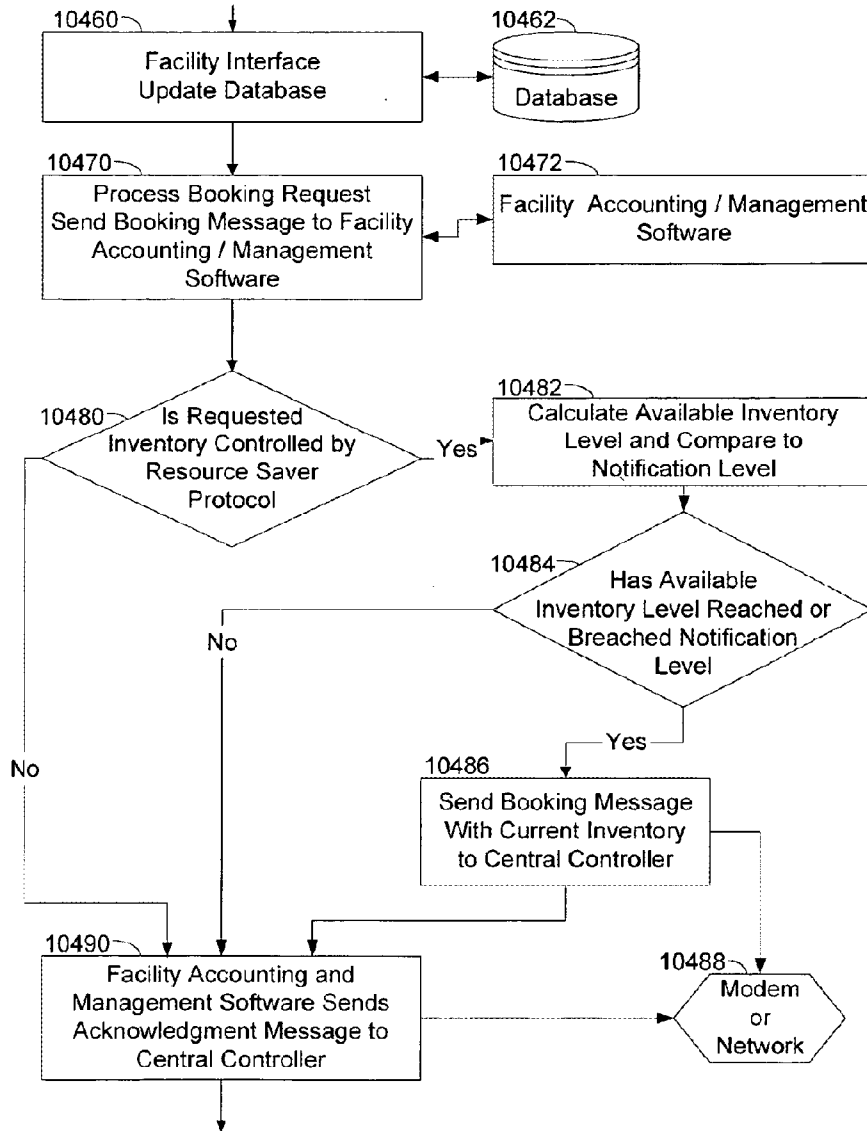 10460
Facility Interface
Update Database
10462
Database
10470
Process Booking Request
Send Booking Message to Facility
Accounting / Management
Software
10472
Facility Accounting / Management
Software
10480
Is Requested
Inventory Controlled by
Resource Saver
Protocol
Yes
10482
Calculate Available Inventory
Level and Compare to
Notification Level
10484
Has Available
Inventory Level Reached or
Breached Notification
Level
No
Yes
No
10486
Send Booking Message
With Current Inventory
to Central Controller
10490
Facility Accounting and
Management Software Sends
Acknowledgment Message to
Central Controller
10488
Modem
or
Network